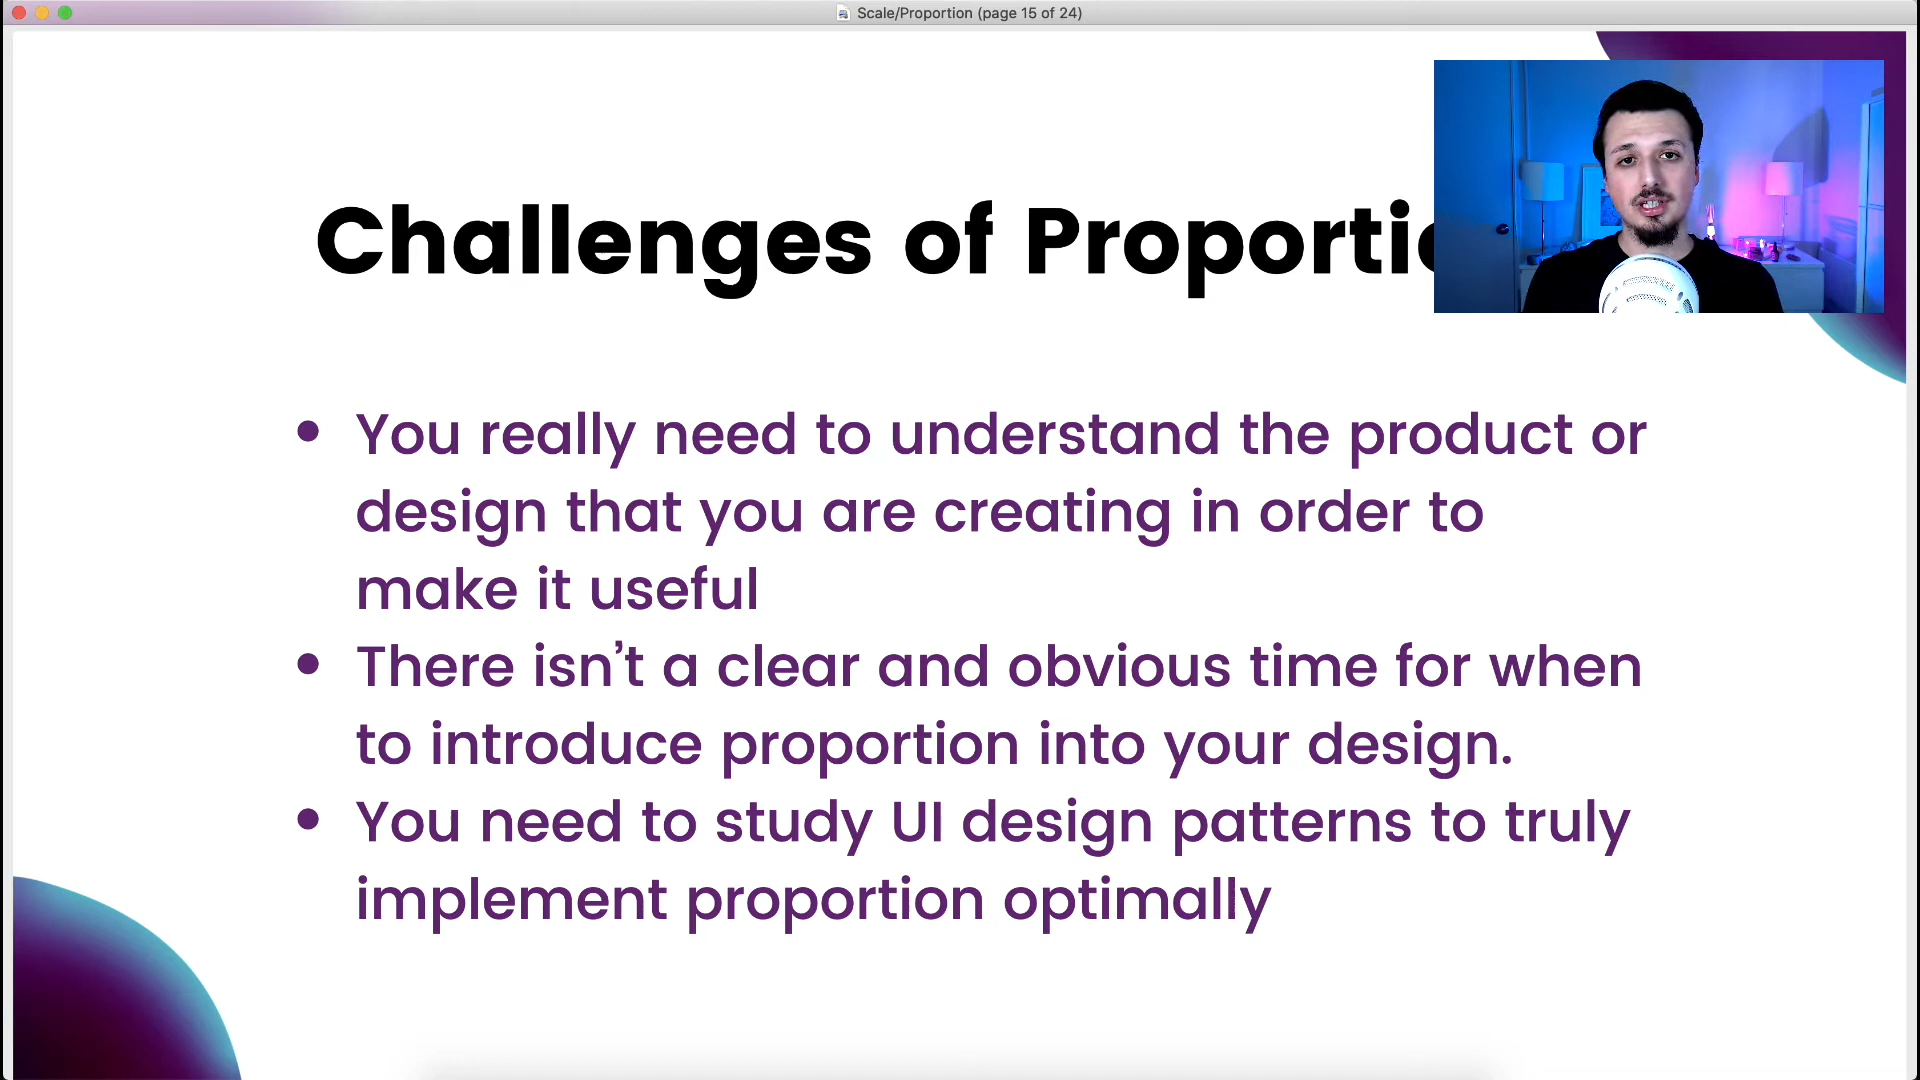 Scale/Proportion (page 15 of 24)
Challenges of
You really need to understand the product or
design that you are creating in order to
make it useful
There isn't a clear and obvious time for when
to introduce proportion into your design.
You need to study UI design patterns to truly
implement proportion optimally